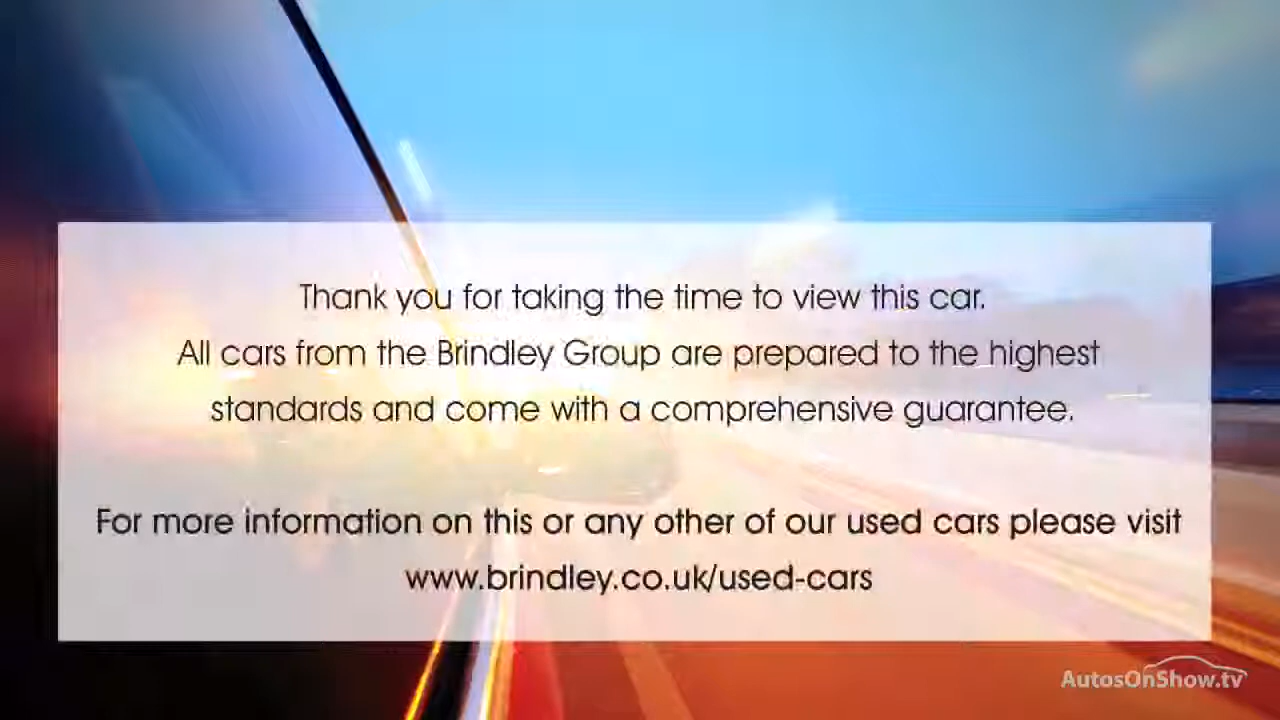 Thank you for taking the time to view this car.
All cars from the Brindley Group are prepared to the highest
standards and come with a comprehensive guarantee.
For more information on this or any other of our used cars please visit
www.brindley.co.uk/used-cars
AutosOnShow.tv